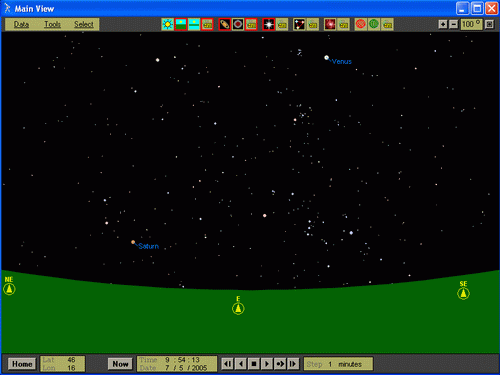 Main View
Data Tools Select
100 °
Venus
Saturn
NE
E
SE
Home
Lat 46
Lon 16
Now
Time 9 : 54 : 13
Date 7 / 5 / 2005
Step 1 minutes